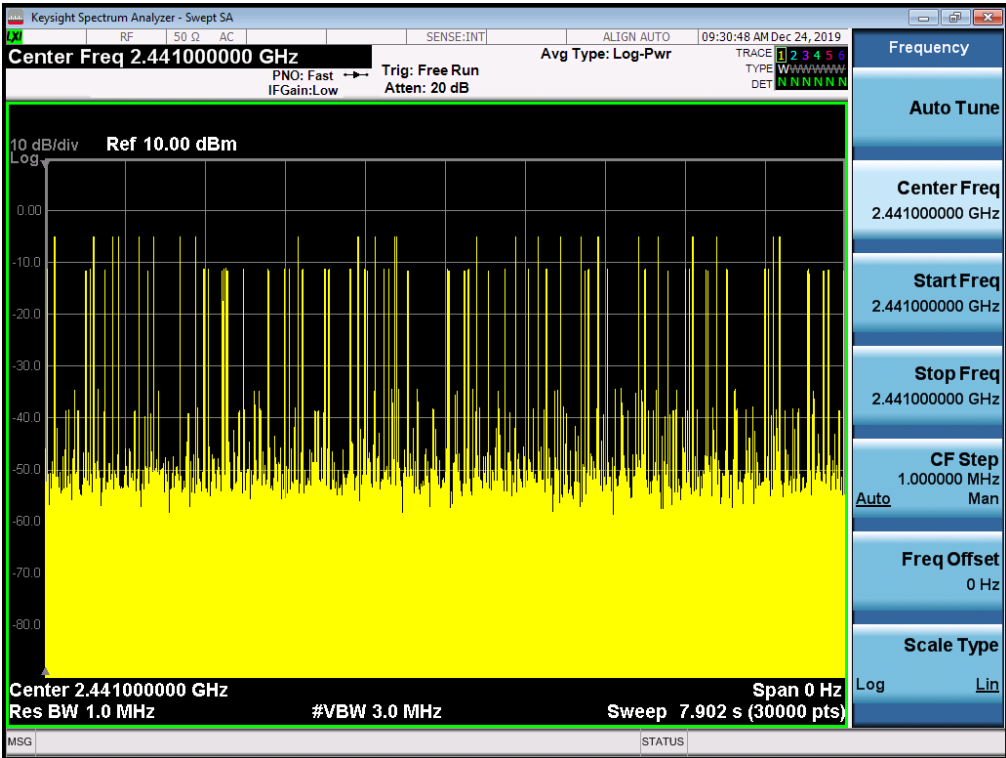 Keysight Spectrum Analyzer - Swept SA
LXI RF 50 Ω AC SENSE:INT ALIGN AUTO 09:30:48 AM Dec 24, 2019
Center Freq 2.441000000 GHz
PNO: Fast
IFGain:Low
Trig: Free Run
Atten: 20 dB
Avg Type: Log-Pwr
TRACE 1 2 3 4 5 6
TYPE W W W W W W
DET N N N N N N
10 dB/div Ref 10.00 dBm
Log
0.00
-10.0
-20.0
-30.0
-40.0
-50.0
-60.0
-70.0
-80.0
Center 2.441000000 GHz Span 0 Hz
Res BW 1.0 MHz #VBW 3.0 MHz Sweep 7.902 s (30000 pts)
MSG STATUS
Frequency
Auto Tune
Center Freq
2.441000000 GHz
Start Freq
2.441000000 GHz
Stop Freq
2.441000000 GHz
CF Step
1.000000 MHz
Auto Man
Freq Offset
0 Hz
Scale Type
Log Lin